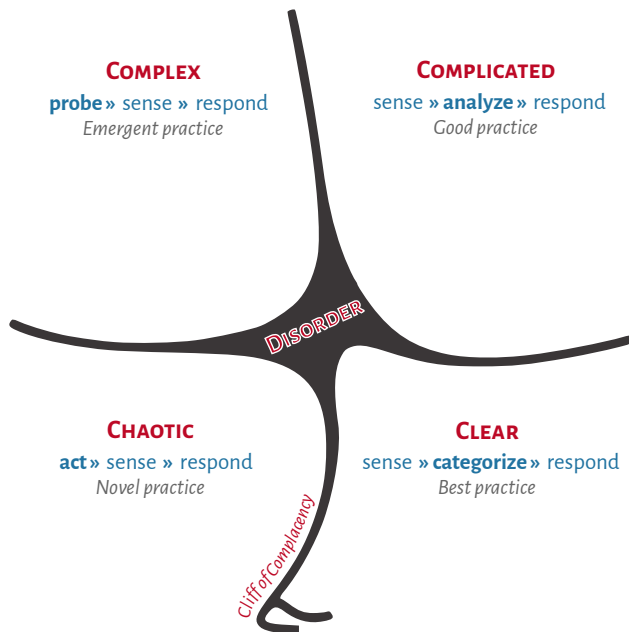 COMPLEX
probe » sense » respond
Emergent practice
COMPLICATED
sense » analyze » respond
Good practice
DISORDER
CHAOTIC
act » sense » respond
Novel practice
CLEAR
sense » categorize » respond
Best practice
Cliff of Complacency